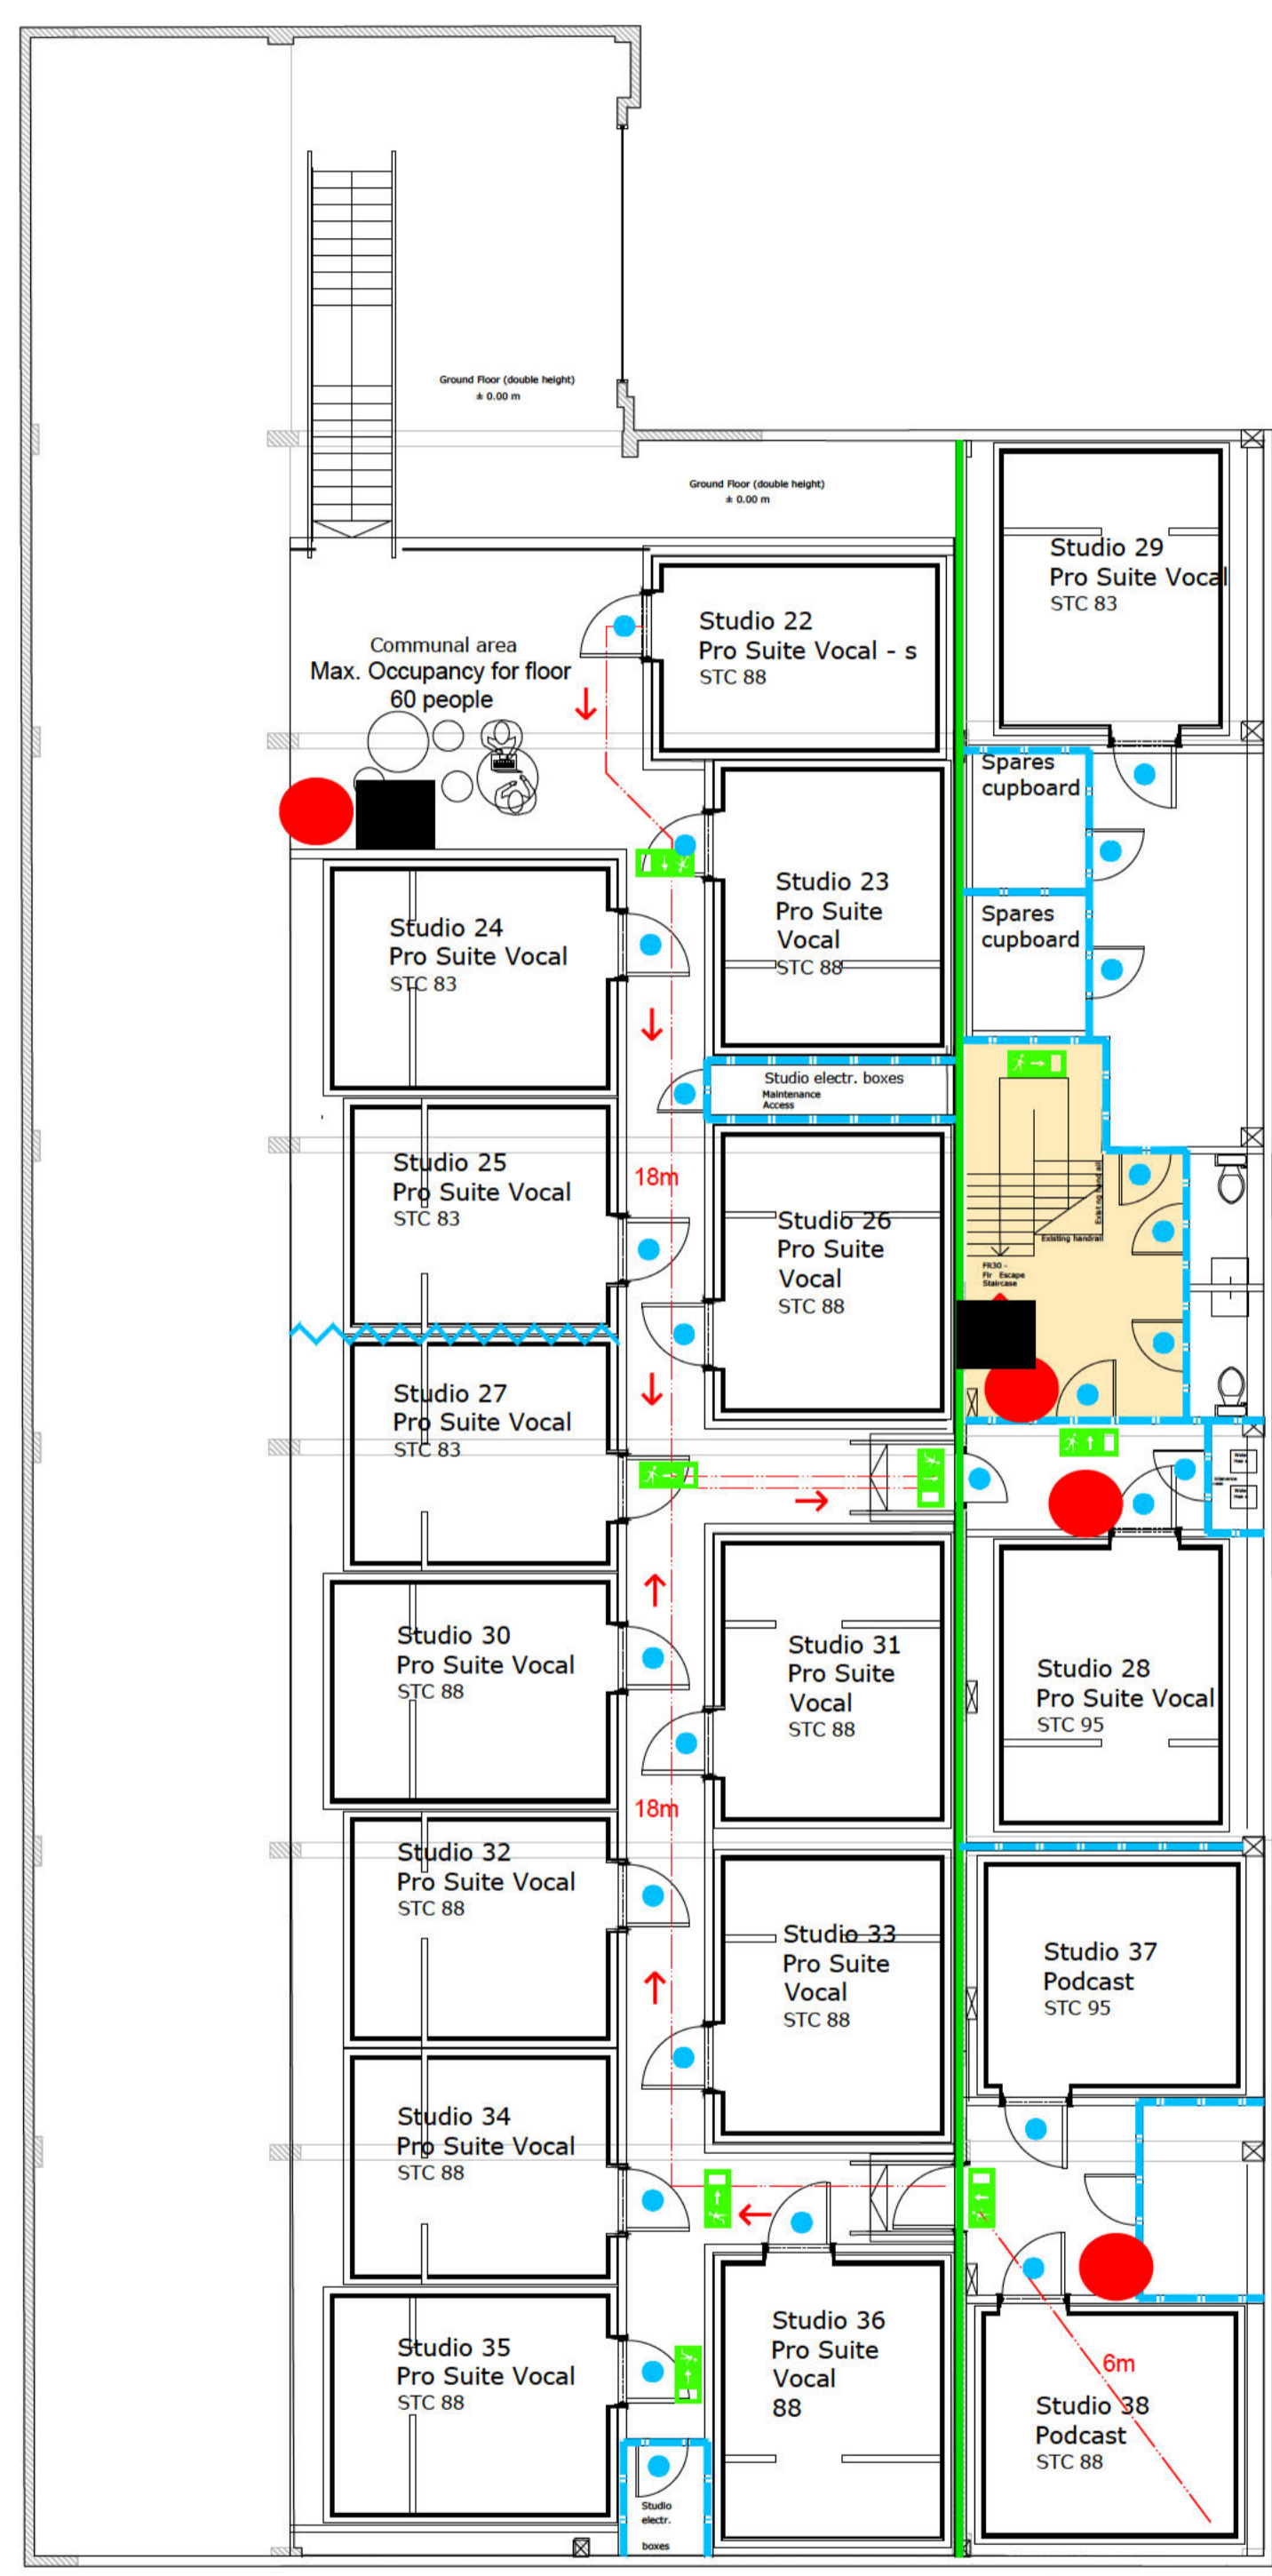 Ground Floor (double height)
± 0.00 m
Ground Floor (double height)
± 0.00 m
Studio 29
Pro Suite Vocal
STC 83
Studio 22
Pro Suite Vocal - s
STC 88
Communal area
Max. Occupancy for floor
60 people
Spares
cupboard
Studio 23
Pro Suite
Vocal
STC 88
Spares
cupboard
Studio 24
Pro Suite Vocal
STC 83
Studio electr. boxes
Maintenance
Access
Studio 25
Pro Suite Vocal
STC 83
18m
Studio 26
Pro Suite
Vocal
STC 88
Existing handrail
Existing handrail
FR30 -
Fir Escape
Staircase
Studio 27
Pro Suite Vocal
STC 83
Studio 30
Pro Suite Vocal
STC 88
Studio 31
Pro Suite
Vocal
STC 88
Studio 28
Pro Suite Vocal
STC 95
18m
Studio 32
Pro Suite Vocal
STC 88
Studio 33
Pro Suite
Vocal
STC 88
Studio 37
Podcast
STC 95
Studio 34
Pro Suite Vocal
STC 88
Studio 35
Pro Suite Vocal
STC 88
Studio 36
Pro Suite
Vocal
88
6m
Studio 38
Podcast
STC 88
Studio
electr.
boxes